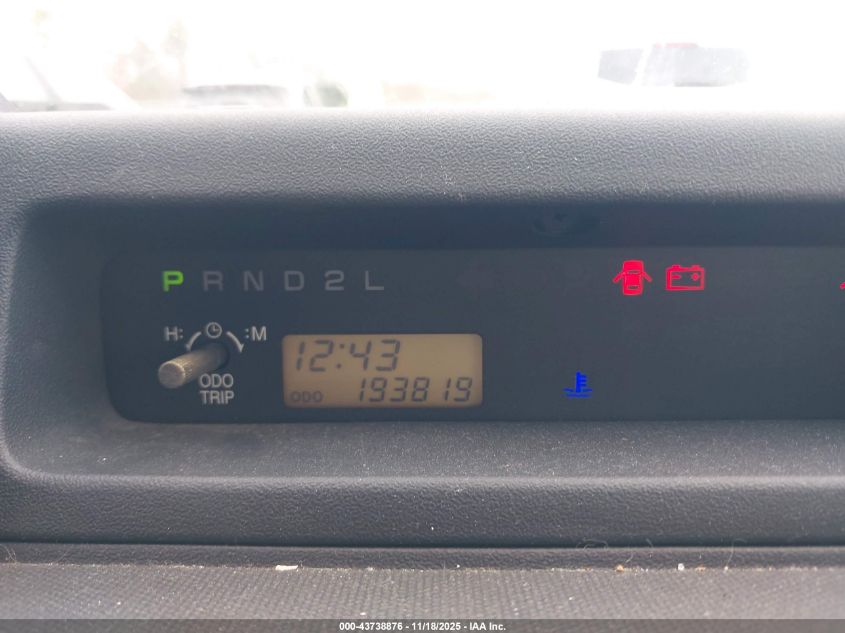 P R N D 2 L
H: :M
ODO
TRIP
12:43
ODO 193819
000-43738876 - 11/18/2025 - IAA Inc.